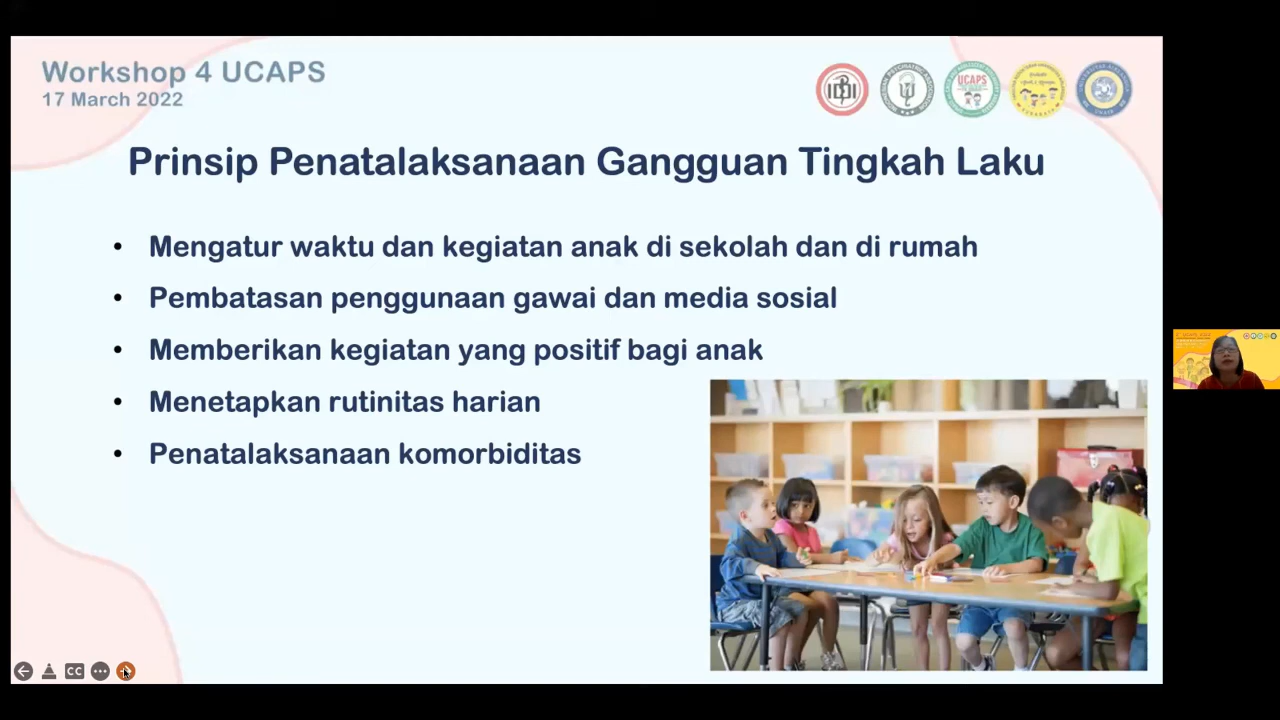 Workshop 4 UCAPS
17 March 2022
UCAPS
Prinsip Penatalaksanaan Gangguan Tingkah Laku
• Mengatur waktu dan kegiatan anak di sekolah dan di rumah
• Pembatasan penggunaan gawai dan media sosial
• Memberikan kegiatan yang positif bagi anak
• Menetapkan rutinitas harian
• Penatalaksanaan komorbiditas
CC